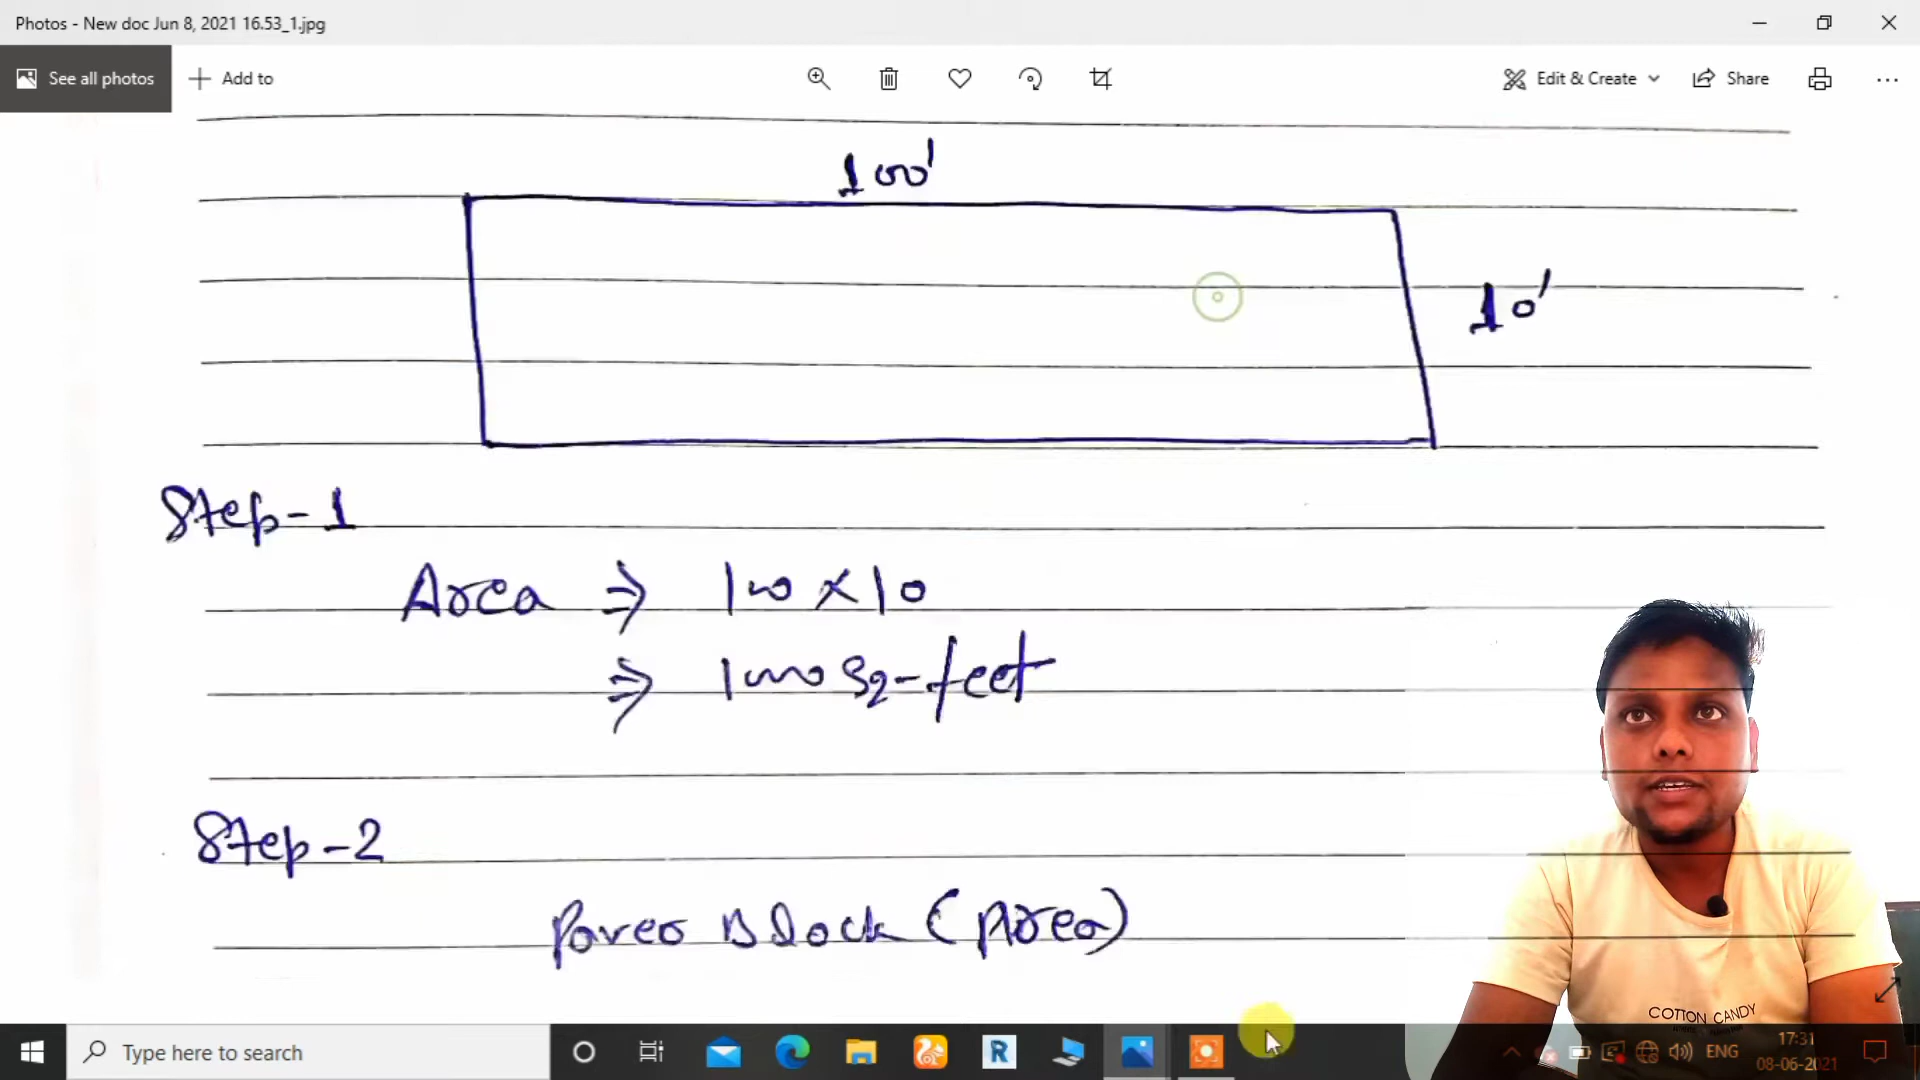 Photos - New doc Jun 8, 2021 16.53_1.jpg
See all photos
Add to
Edit & Create
Share
100'
10'
Step-1
Area ⇒ 100 × 10
⇒ 1000 Sq-feet
Step-2
Paver Block (Area)
COTTON CANDY
Type here to search
R
ENG
17:31
08-06-2021